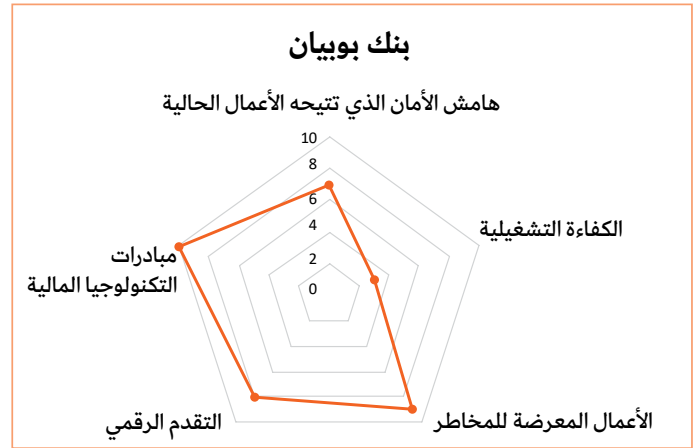 بنك بوبيان
هامش الأمان الذي تتيحه الأعمال الحالية
10
8
6
4
2
0
الكفاءة التشغيلية
مبادرات
التكنولوجيا المالية
الأعمال المعرضة للمخاطر
التقدم الرقمي